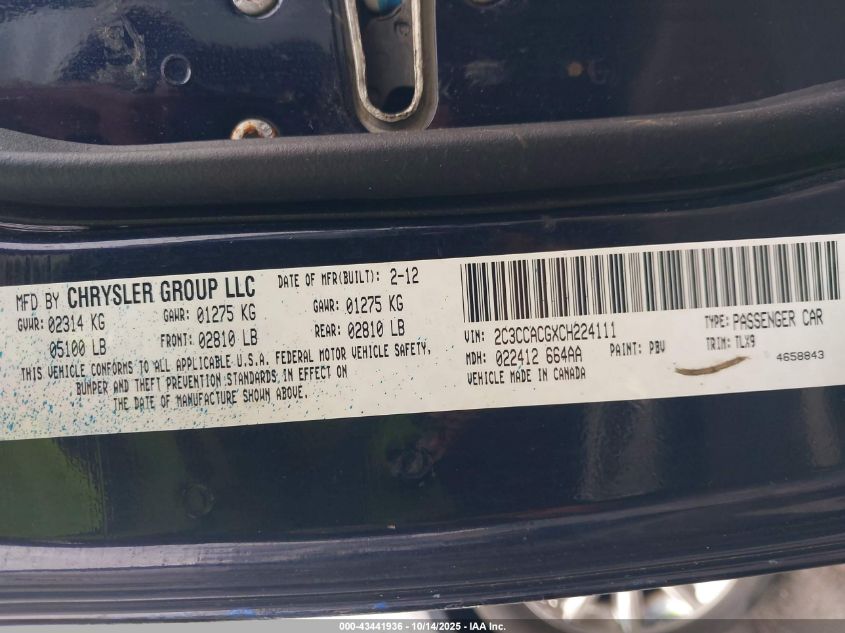 MFD BY CHRYSLER GROUP LLC DATE OF MFR(BUILT): 2-12
GVWR: 02314 KG GAWR: 01275 KG GAWR: 01275 KG
05100 LB FRONT: 02810 LB REAR: 02810 LB
THIS VEHICLE CONFORMS TO ALL APPLICABLE U.S.A. FEDERAL MOTOR VEHICLE SAFETY,
BUMPER AND THEFT PREVENTION STANDARDS IN EFFECT ON
THE DATE OF MANUFACTURE SHOWN ABOVE.
VIN: 2C3CCACGXCH224111 TYPE: PASSENGER CAR
MDH: 022412 664AA PAINT: PBV TRIM: TLX9
VEHICLE MADE IN CANADA 4658843
000-43441936 - 10/14/2025 - IAA Inc.